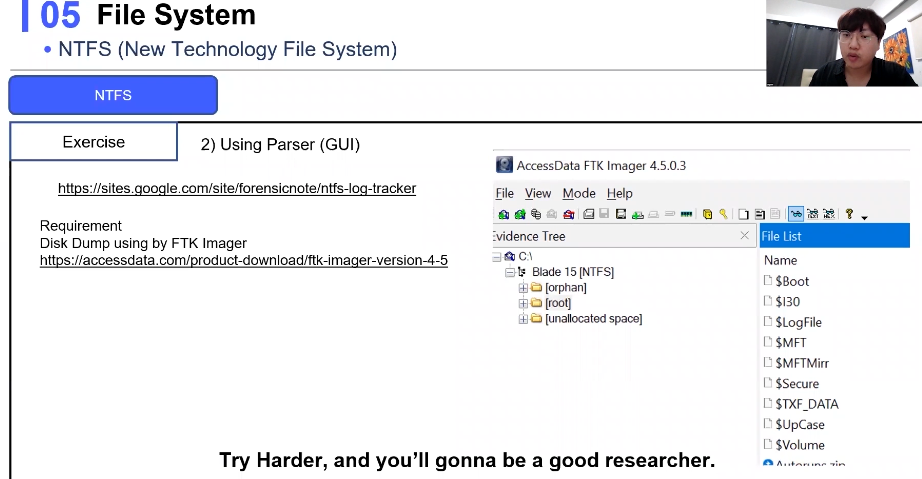 05 File System
• NTFS (New Technology File System)
NTFS
Exercise
2) Using Parser (GUI)
https://sites.google.com/site/forensicnote/ntfs-log-tracker
Requirement
Disk Dump using by FTK Imager
https://accessdata.com/product-download/ftk-imager-version-4-5
AccessData FTK Imager 4.5.0.3
File View Mode Help
Evidence Tree
File List
C:\
Blade 15 [NTFS]
[orphan]
[root]
[unallocated space]
Name
$Boot
$I30
$LogFile
$MFT
$MFTMirr
$Secure
$TXF_DATA
$UpCase
$Volume
Autoruns.zip
Try Harder, and you'll gonna be a good researcher.